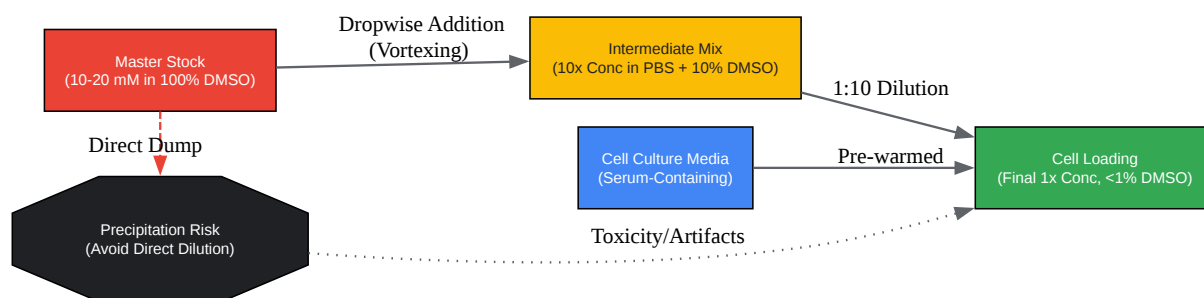 Master Stock
(10-20 mM in 100% DMSO)
Dropwise Addition
(Vortexing)
Intermediate Mix
(10x Conc in PBS + 10% DMSO)
1:10 Dilution
Direct Dump
Cell Culture Media
(Serum-Containing)
Pre-warmed
Cell Loading
(Final 1x Conc, <1% DMSO)
Precipitation Risk
(Avoid Direct Dilution)
Toxicity/Artifacts